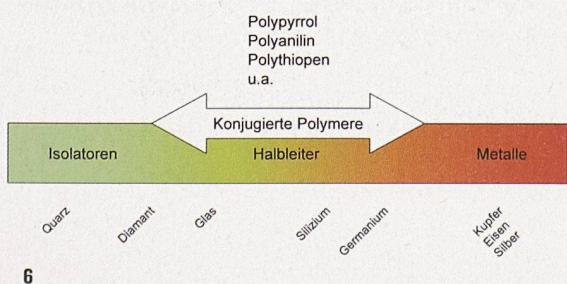 Polypyrrol
Polyanilin
Polythiopen
u.a.
Konjugierte Polymere
Isolatoren
Halbleiter
Metalle
Quarz
Diamant
Glas
Silizium
Germanium
Kupfer
Eisen
Silber
6